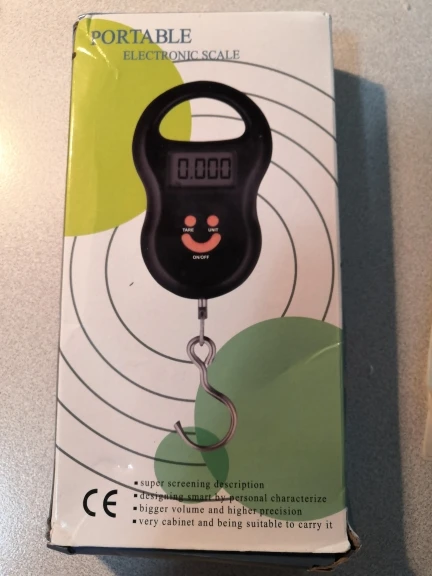 PORTABLE
ELECTRONIC SCALE
0.000
TARE UNIT
ON/OFF
CE
▪ super screening description
▪ designing smart by personal characterize
▪ bigger volume and higher precision
▪ very cabinet and being suitable to carry it